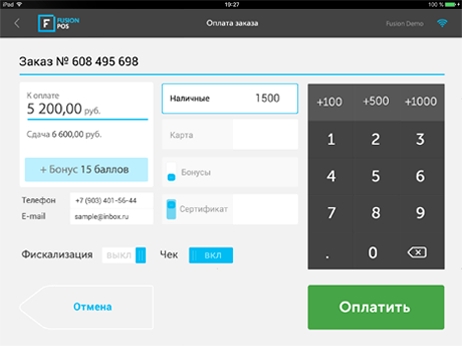 iPad 19:27 100 %
FUSION
POS
Оплата заказа
Fusion Demo
Заказ № 608 495 698
К оплате
5 200,00 руб.
Сдача 6 600,00 руб.
+ Бонус 15 баллов
Телефон +7 (903) 401-56-44
E-mail sample@inbox.ru
Наличные 1500
Карта
Бонусы
Сертификат
+100 +500 +1000
1 2 3
4 5 6
7 8 9
. 0
Фискализация ВЫКЛ Чек ВКЛ
Отмена
Оплатить